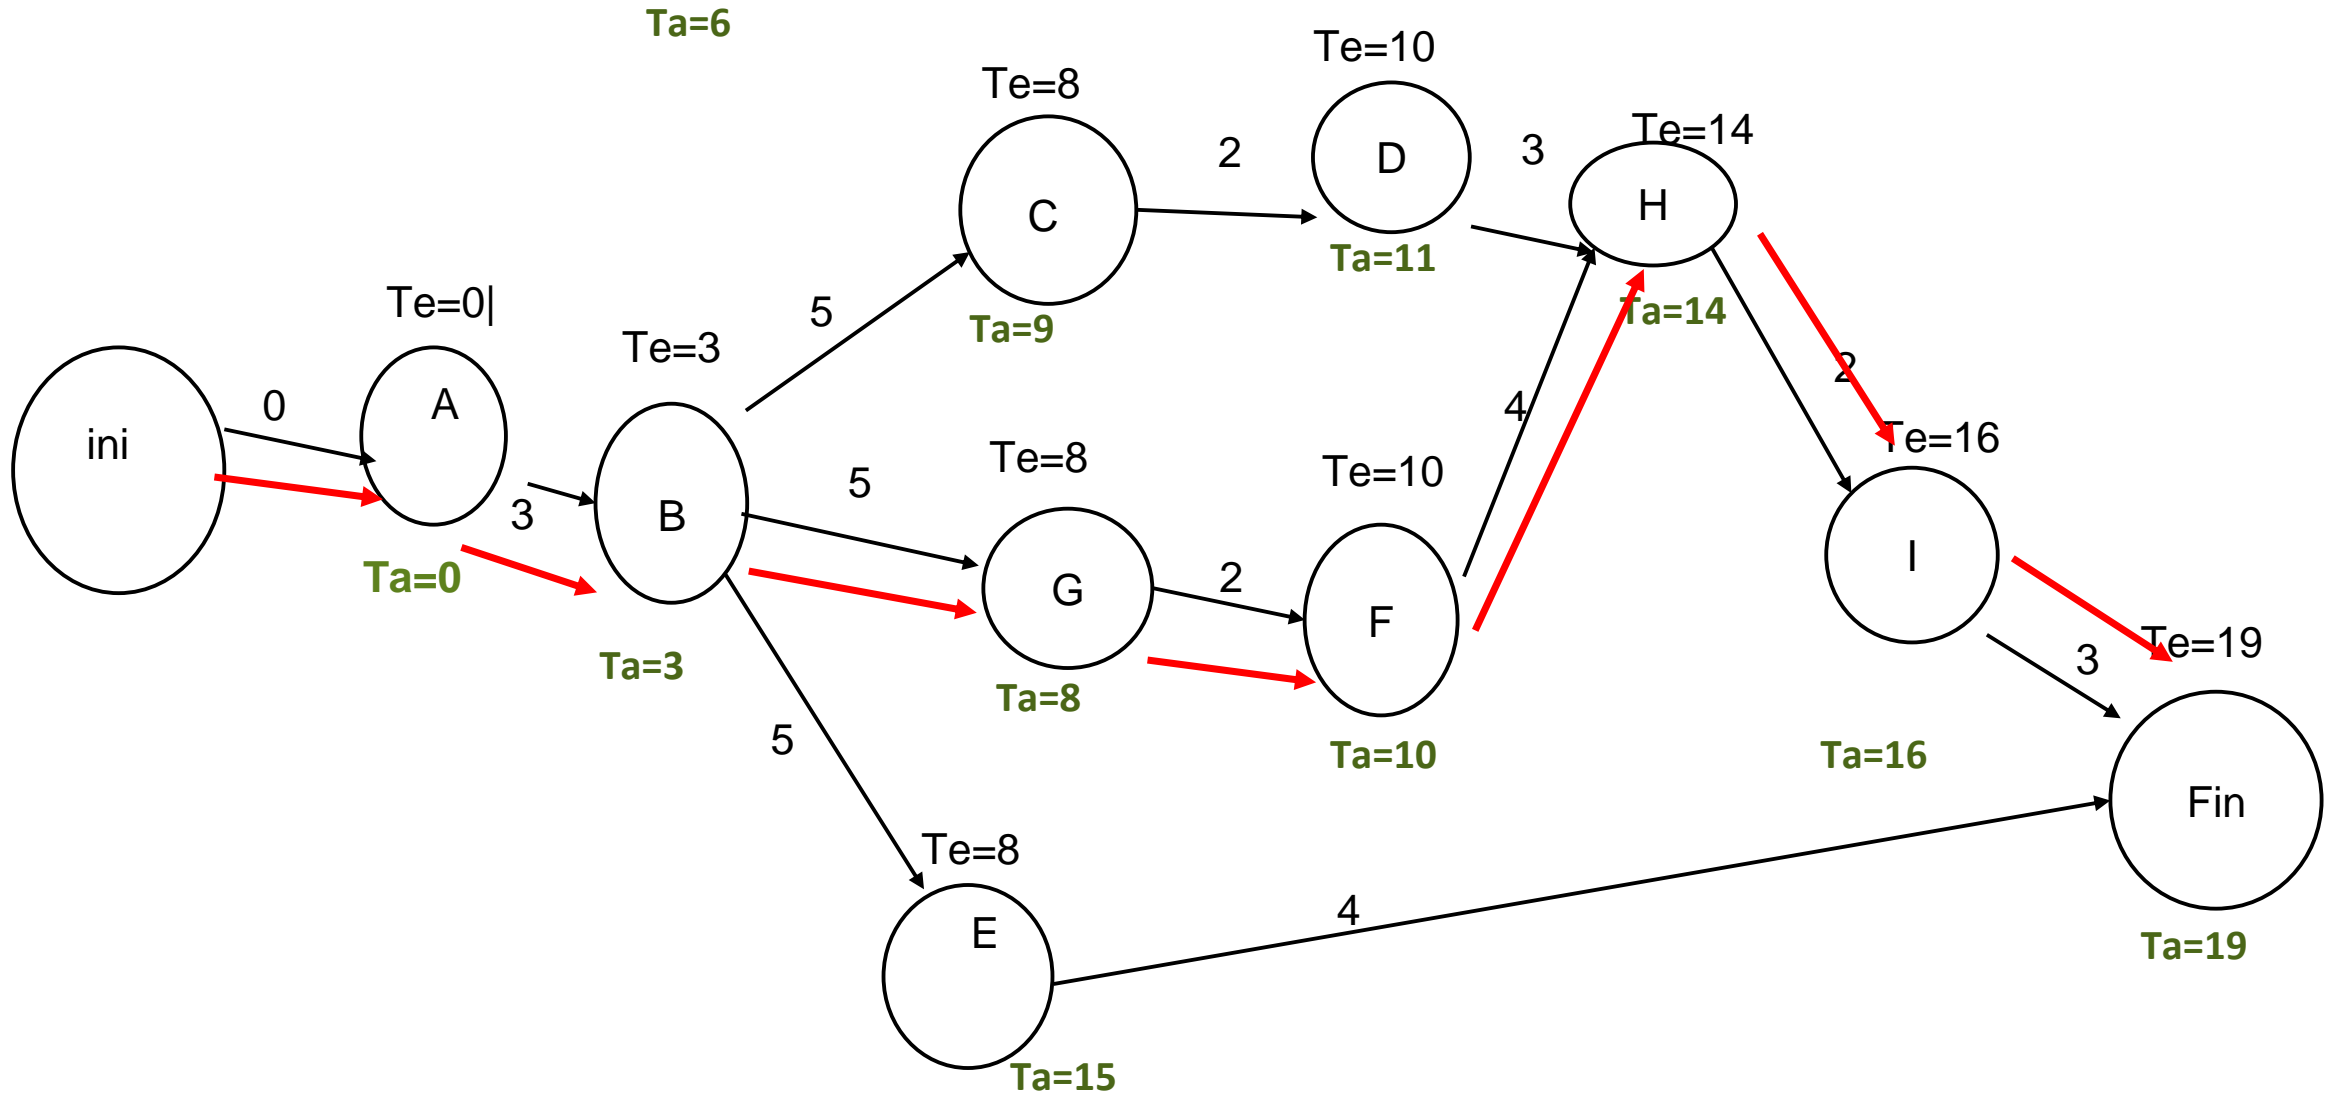 Ta=6
Te=10
Te=8
Te=14
2
3
D
H
C
Ta=11
Te=0|
5
Ta=9
Ta=14
Te=3
2
0
A
4
ini
Te=8
Te=10
Te=16
5
3
B
I
Ta=0
G
2
F
Ta=3
Te=19
3
Ta=8
5
Ta=10
Ta=16
Fin
Te=8
4
E
Ta=19
Ta=15